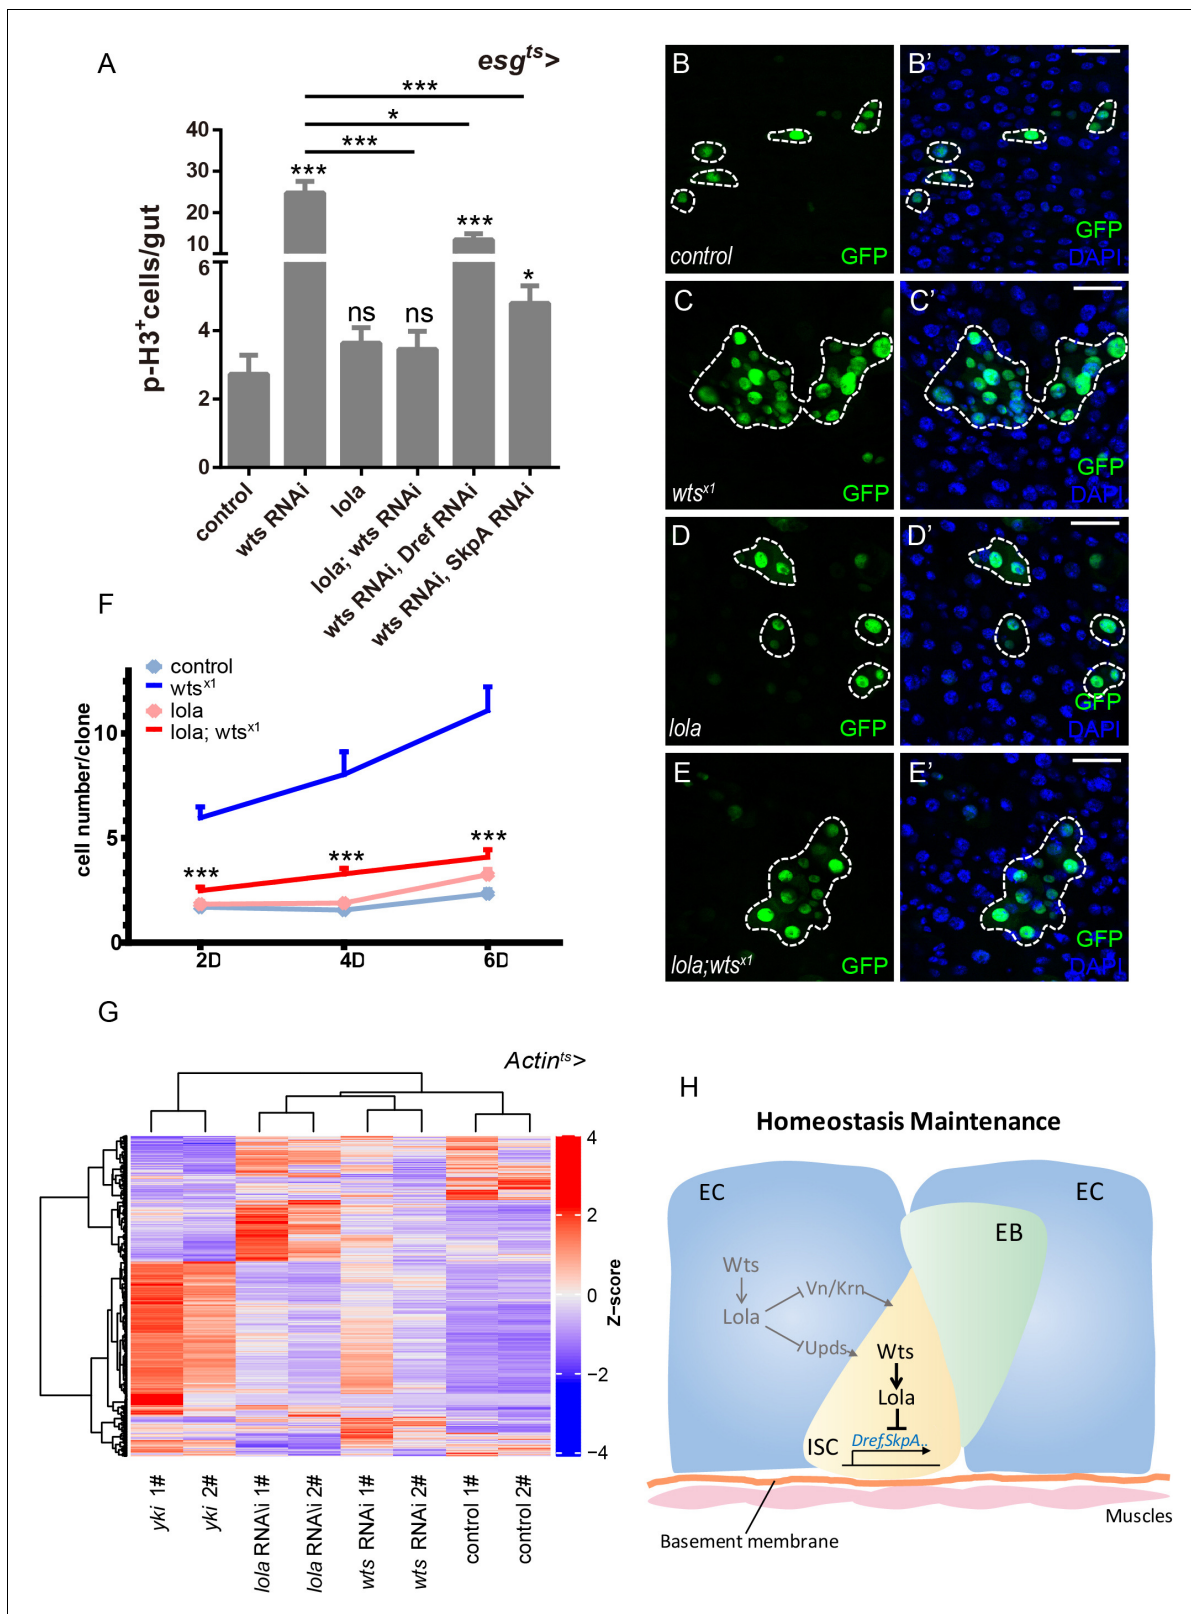 A
esgᵗˢ>
***
*
***
***
***
*
ns
ns
40
30
20
10
6
4
2
0
p-H3⁺cells/gut
control
wts RNAi
lola
lola; wts RNAi
wts RNAi, Dref RNAi
wts RNAi, SkpA RNAi
B
control
GFP
B’
GFP
DAPI
C
wtsˣ¹
GFP
C’
GFP
DAPI
D
lola
GFP
D’
GFP
DAPI
E
lola;wtsˣ¹
GFP
E’
GFP
DAPI
F
control
wtsˣ¹
lola
lola; wtsˣ¹
cell number/clone
10
5
0
***
***
***
2D
4D
6D
G
Actinᵗˢ>
4
2
0
−2
−4
Z−score
yki 1#
yki 2#
lola RNAi 1#
lola RNAi 2#
wts RNAi 1#
wts RNAi 2#
control 1#
control 2#
H
Homeostasis Maintenance
EC
EC
EB
Wts
Vn/Krn
Lola
Upds
Wts
Lola
Dref,SkpA..
ISC
Muscles
Basement membrane